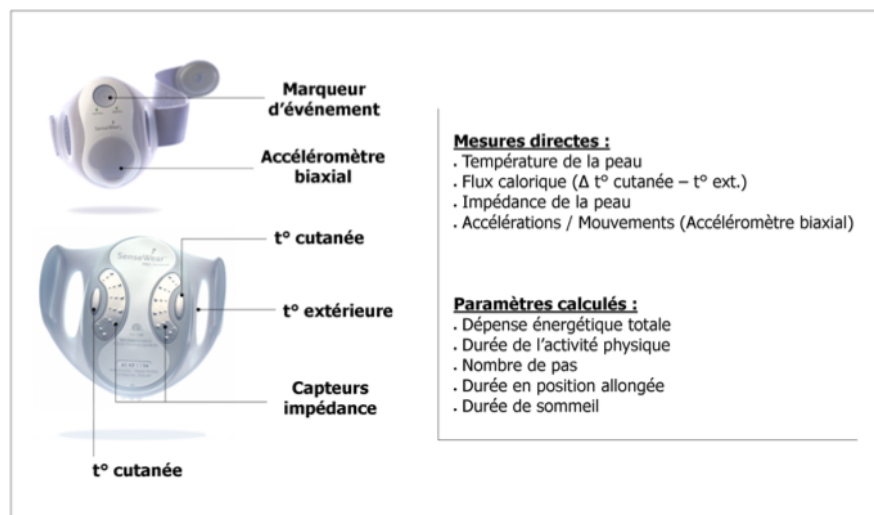 Marqueur
d'événement
Accéléromètre
biaxial
t° cutanée
t° extérieure
Capteurs
impédance
t° cutanée
SenseWear
SenseWear
Mesures directes :
. Température de la peau
. Flux calorique (Δ t° cutanée – t° ext.)
. Impédance de la peau
. Accélérations / Mouvements (Accéléromètre biaxial)
Paramètres calculés :
. Dépense énergétique totale
. Durée de l'activité physique
. Nombre de pas
. Durée en position allongée
. Durée de sommeil